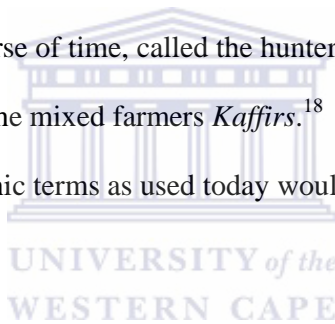 rse of time, called the hunter
he mixed farmers Kaffirs.18
nic terms as used today woul
UNIVERSITY of the
WESTERN CAPE